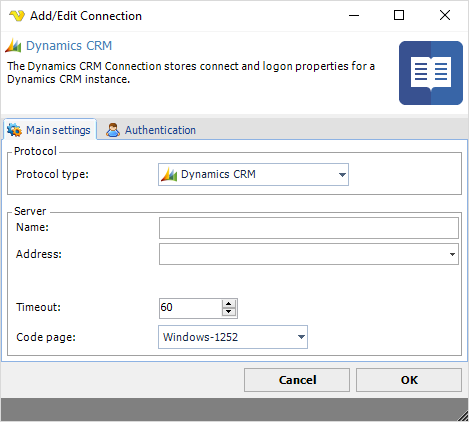 Add/Edit Connection
Dynamics CRM
The Dynamics CRM Connection stores connect and logon properties for a
Dynamics CRM instance.
Main settings
Authentication
Protocol
Protocol type:
Dynamics CRM
Server
Name:
Address:
Timeout:
60
Code page:
Windows-1252
Cancel
OK